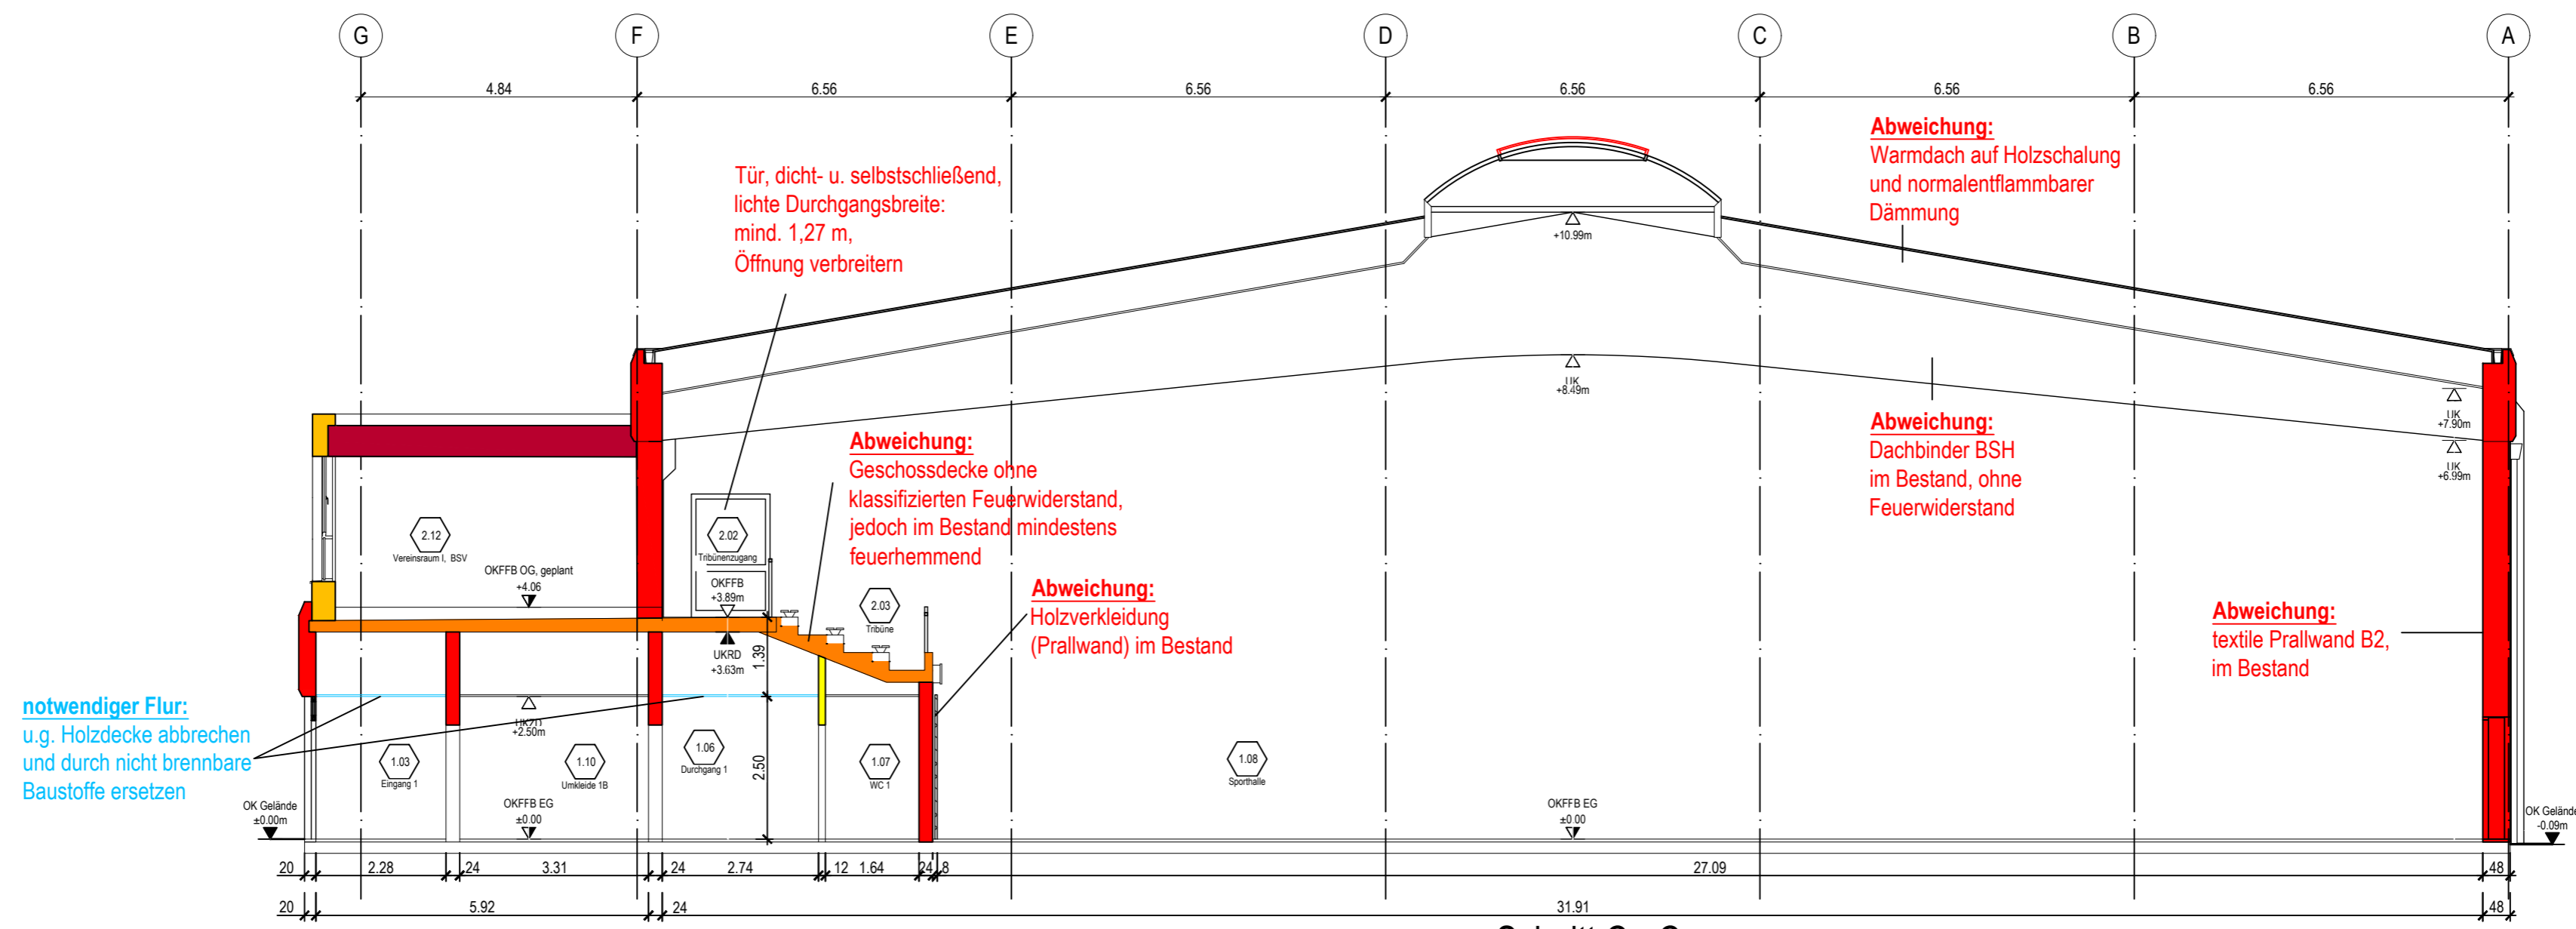 G
F
E
D
C
B
A
4.84
6.56
6.56
6.56
6.56
6.56
Abweichung:
Warmdach auf Holzschalung
und normalentflammbarer
Dämmung
Tür, dicht- u. selbstschließend,
lichte Durchgangsbreite:
mind. 1,27 m,
Öffnung verbreitern
+10.99m
UK
+8.49m
UK
+7.90m
UK
+6.99m
Abweichung:
Geschossdecke ohne
klassifizierten Feuerwiderstand,
jedoch im Bestand mindestens
feuerhemmend
Abweichung:
Dachbinder BSH
im Bestand, ohne
Feuerwiderstand
2.12
Vereinsraum I, BSV
2.02
Tribünenzugang
OKFFB OG, geplant
+4.06
OKFFB
+3.89m
2.03
Tribüne
Abweichung:
Holzverkleidung
(Prallwand) im Bestand
Abweichung:
textile Prallwand B2,
im Bestand
UKRD
+3.63m
1.39
notwendiger Flur:
u.g. Holzdecke abbrechen
und durch nicht brennbare
Baustoffe ersetzen
UKZD
+2.50m
2.50
1.03
Eingang 1
1.10
Umkleide 1B
1.06
Durchgang 1
1.07
WC 1
1.08
Sporthalle
OK Gelände
±0.00m
OKFFB EG
±0.00
OKFFB EG
±0.00
OK Gelände
-0.09m
20
2.28
24
3.31
24
2.74
12
1.64
24
8
27.09
48
20
5.92
24
31.91
48